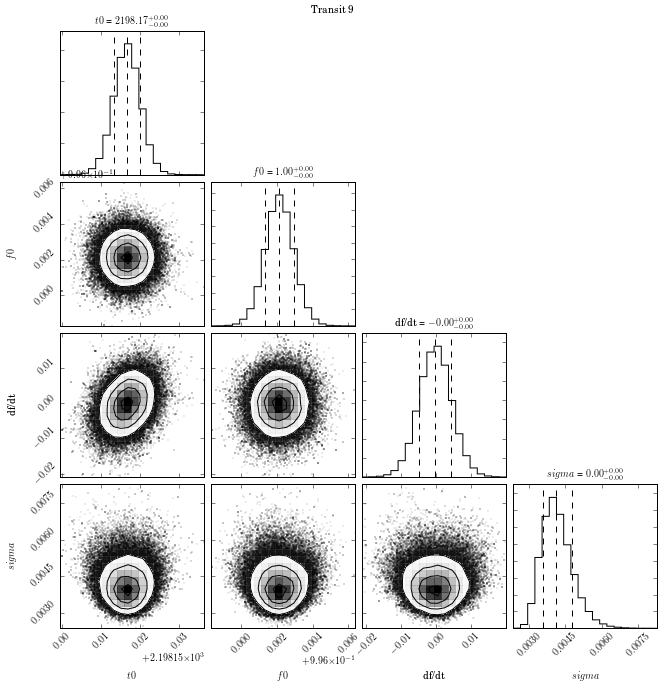 Transit 9
t0 = 2198.17+0.00 −0.00
f0 = 1.00+0.00 −0.00
0.006
0.004
0.002
0.000
f0
df/dt = −0.00+0.00 −0.00
0.01
0.00
−0.01
−0.02
df/dt
sigma = 0.00+0.00 −0.00
0.0075
0.0060
0.0045
0.0030
sigma
0.00 0.01 0.02 0.03
+2.19815×10³
t0
0.000 0.002 0.004 0.006
+9.96×10⁻¹
f0
−0.02 −0.01 0.00 0.01
df/dt
0.0030 0.0045 0.0060 0.0075
sigma